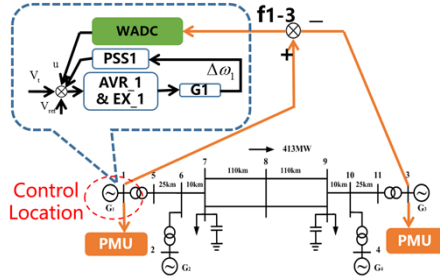 WADC
f1-3
−
+
PSS1
u
Δω₁
Vₜ
AVR_1
& EX_1
G1
V_ref
413MW
Control
Location
1
5
6
7
8
9
10
11
3
25km
10km
110km
110km
10km
25km
G₁
G₃
PMU
2
G₂
4
G₄
PMU